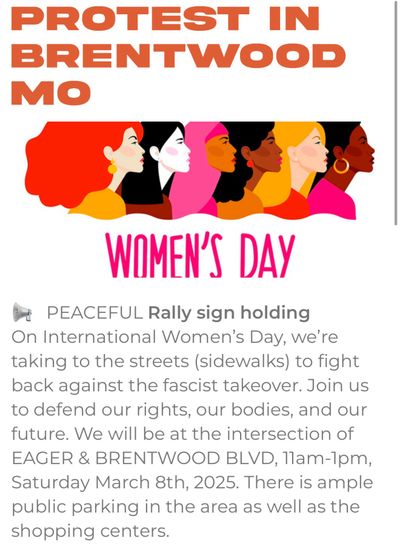 PROTEST IN
BRENTWOOD
MO
WOMEN'S DAY
PEACEFUL Rally sign holding
On International Women's Day, we're
taking to the streets (sidewalks) to fight
back against the fascist takeover. Join us
to defend our rights, our bodies, and our
future. We will be at the intersection of
EAGER & BRENTWOOD BLVD, 11am-1pm,
Saturday March 8th, 2025. There is ample
public parking in the area as well as the
shopping centers.